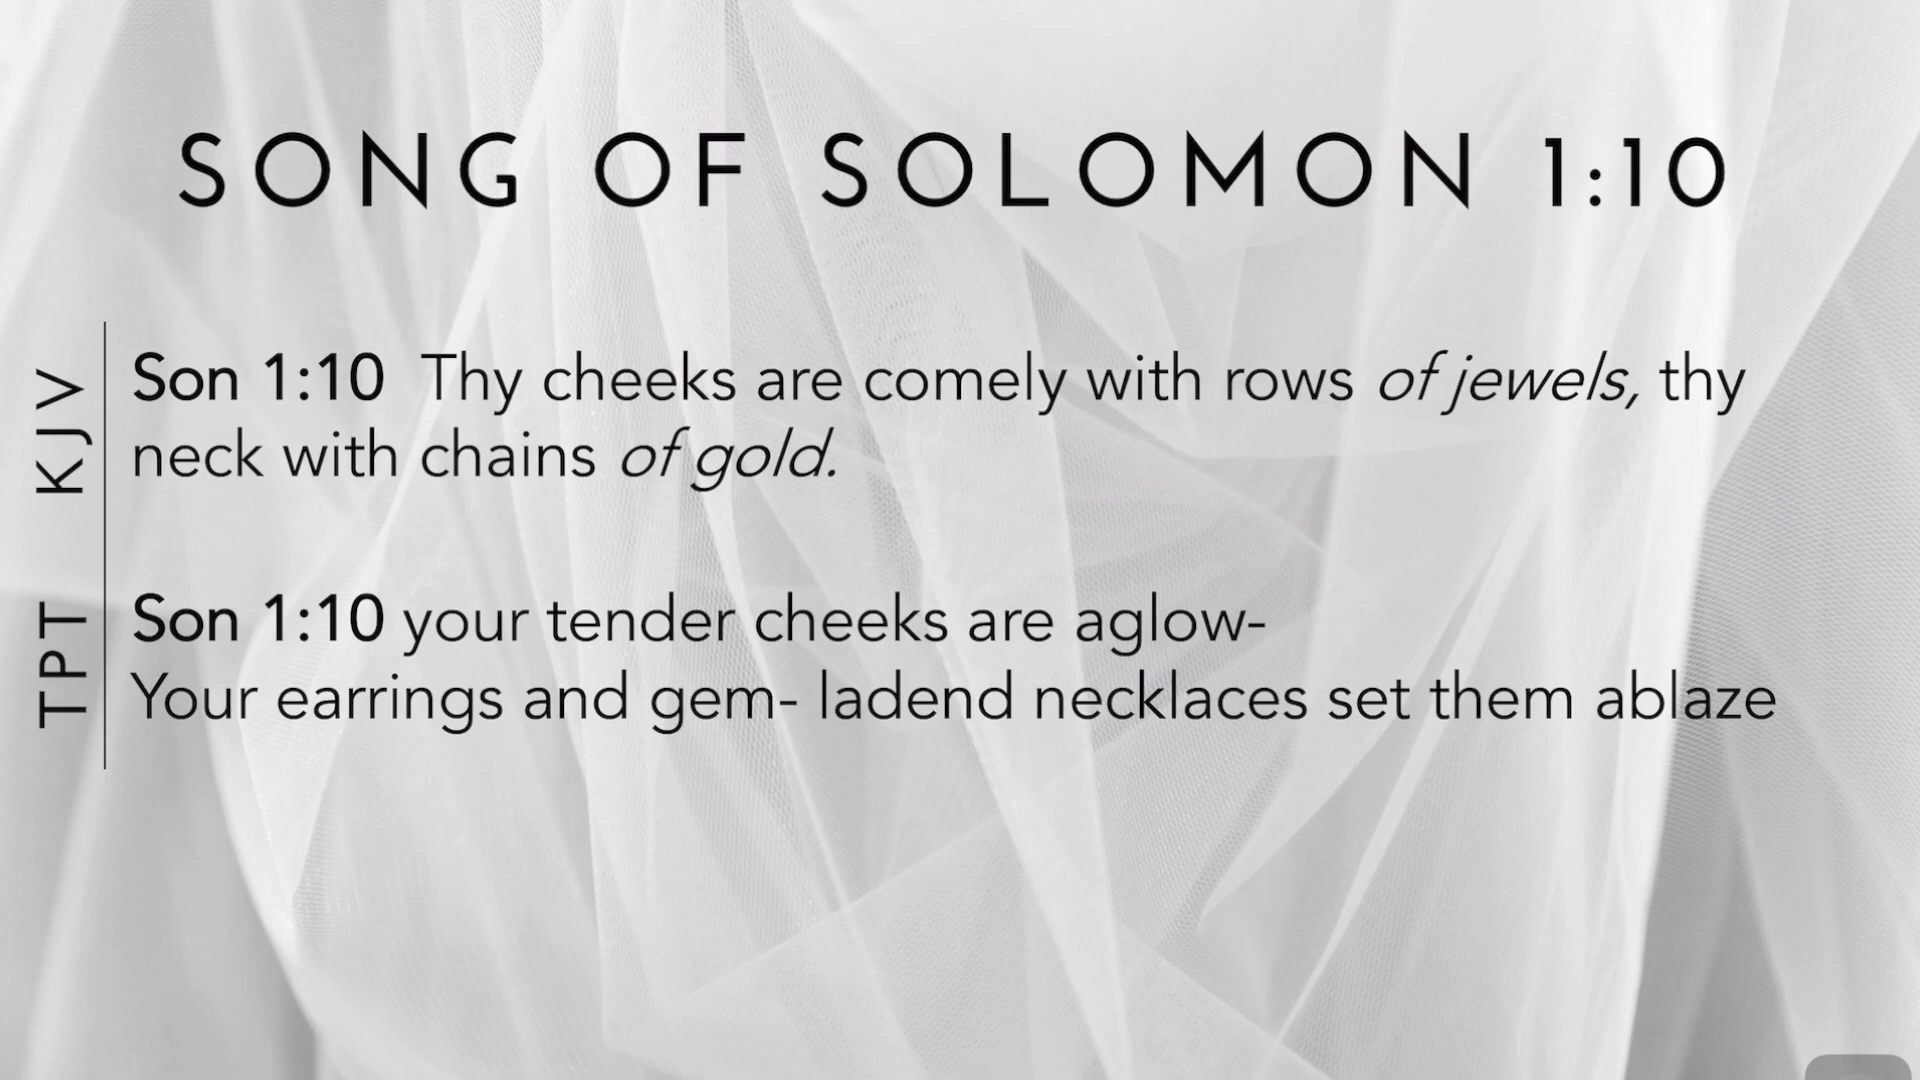 SONG OF SOLOMON 1:10
KJV
Son 1:10 Thy cheeks are comely with rows of jewels, thy
neck with chains of gold.
TPT
Son 1:10 your tender cheeks are aglow-
Your earrings and gem- ladend necklaces set them ablaze